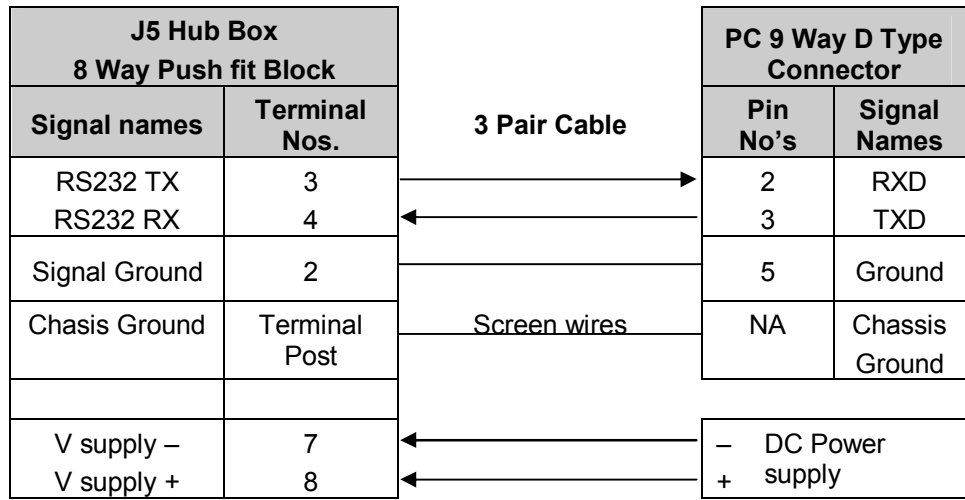 J5 Hub Box
8 Way Push fit Block
PC 9 Way D Type
Connector
Signal names
Terminal
Nos.
3 Pair Cable
Pin
No’s
Signal
Names
RS232 TX 3 2 RXD
RS232 RX 4 3 TXD
Signal Ground 2 5 Ground
Chasis Ground Terminal
Post
Screen wires
NA Chassis
Ground
V supply – 7 – DC Power
V supply + 8 + supply